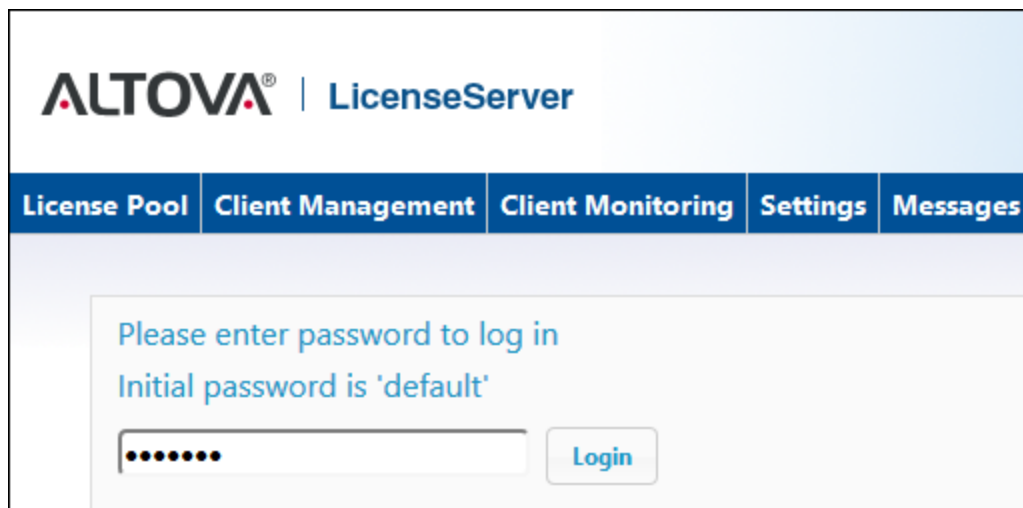 ALTOVA® | LicenseServer
License Pool Client Management Client Monitoring Settings Messages
Please enter password to log in
Initial password is 'default'
•••••••
Login